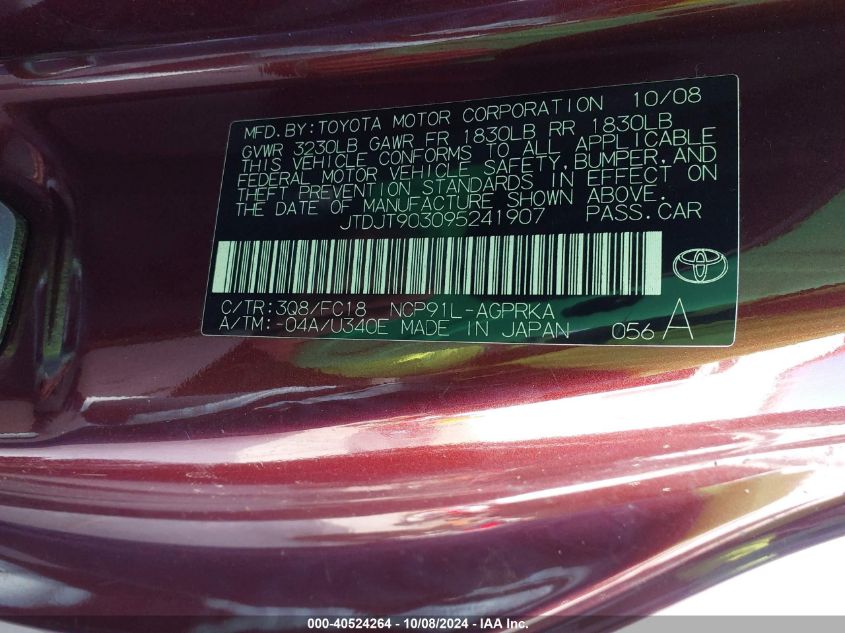 MFD.BY:TOYOTA MOTOR CORPORATION 10/08
GVWR 3230LB GAWR FR 1830LB RR 1830LB
THIS VEHICLE CONFORMS TO ALL APPLICABLE
FEDERAL MOTOR VEHICLE SAFETY,BUMPER,AND
THEFT PREVENTION STANDARDS IN EFFECT ON
THE DATE OF MANUFACTURE SHOWN ABOVE.
JTDJT903095241907 PASS.CAR
C/TR:3Q8/FC18 NCP91L-AGPRKA
A/TM:-04A/U340E MADE IN JAPAN 056 A
000-40524264 - 10/08/2024 - IAA Inc.